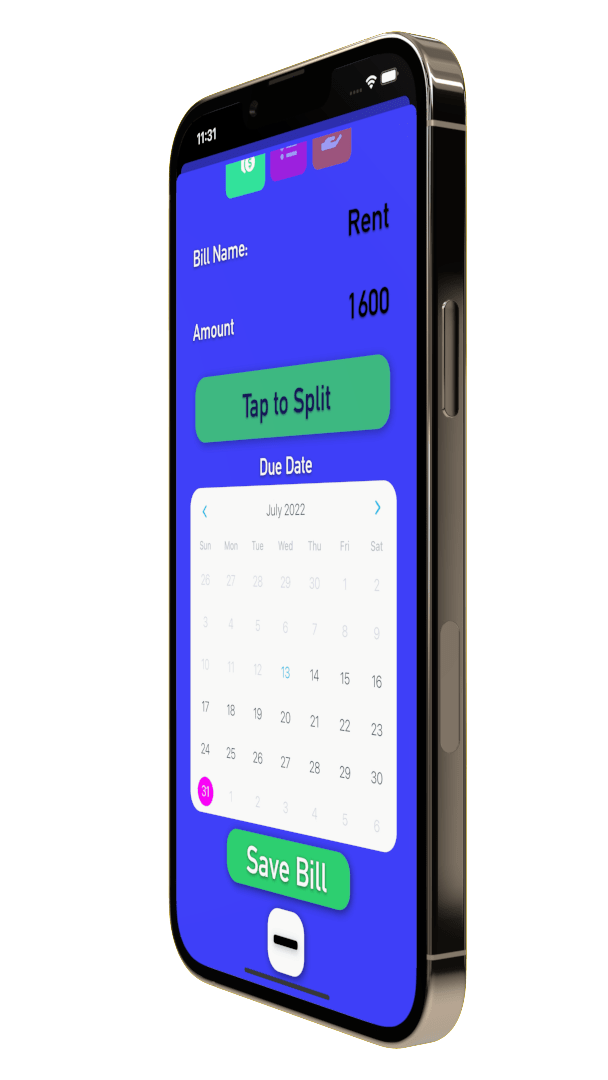 11:31
Rent
Bill Name:
1600
Amount
Tap to Split
Due Date
July 2022
Sun Mon Tue Wed Thu Fri Sat
26 27 28 29 30 1 2
3 4 5 6 7 8 9
10 11 12 13 14 15 16
17 18 19 20 21 22 23
24 25 26 27 28 29 30
31 1 2 3 4 5 6
Save Bill